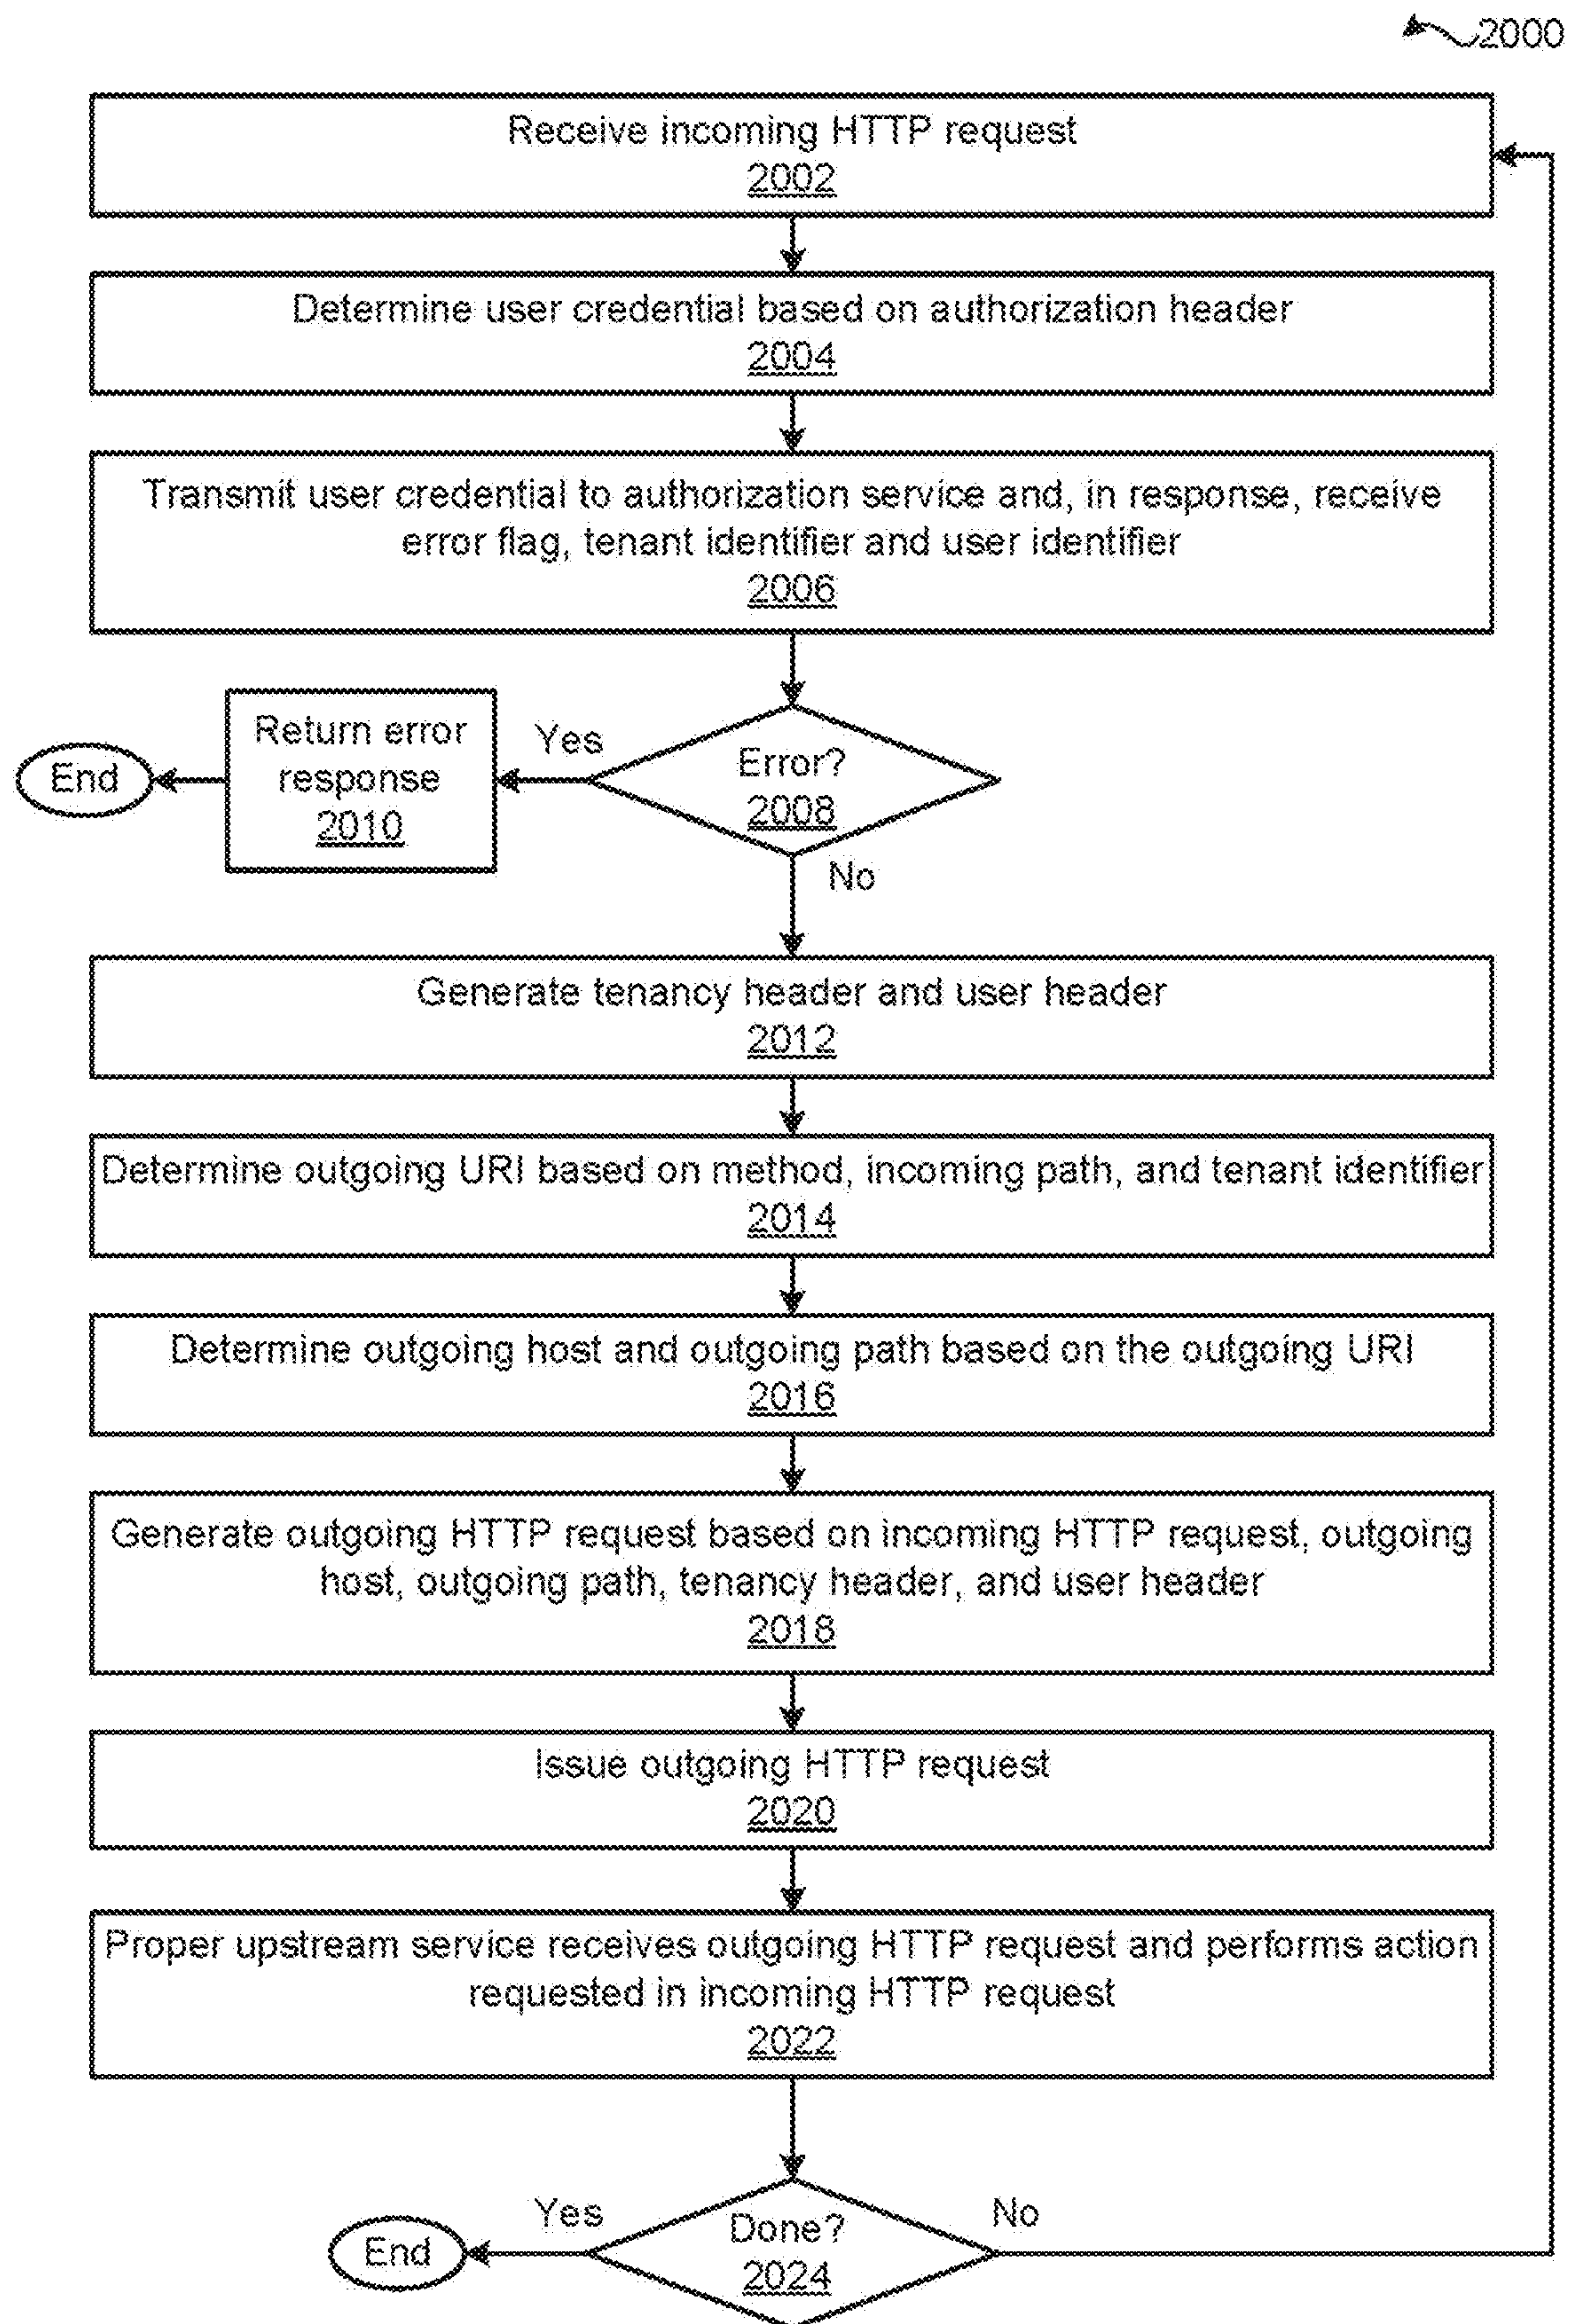 2000
Receive incoming HTTP request
2002
Determine user credential based on authorization header
2004
Transmit user credential to authorization service and, in response, receive
error flag, tenant identifier and user identifier
2006
Return error
response
2010
End
Yes
Error?
2008
No
Generate tenancy header and user header
2012
Determine outgoing URI based on method, incoming path, and tenant identifier
2014
Determine outgoing host and outgoing path based on the outgoing URI
2016
Generate outgoing HTTP request based on incoming HTTP request, outgoing
host, outgoing path, tenancy header, and user header
2018
Issue outgoing HTTP request
2020
Proper upstream service receives outgoing HTTP request and performs action
requested in incoming HTTP request
2022
Yes
Done?
2024
No
End